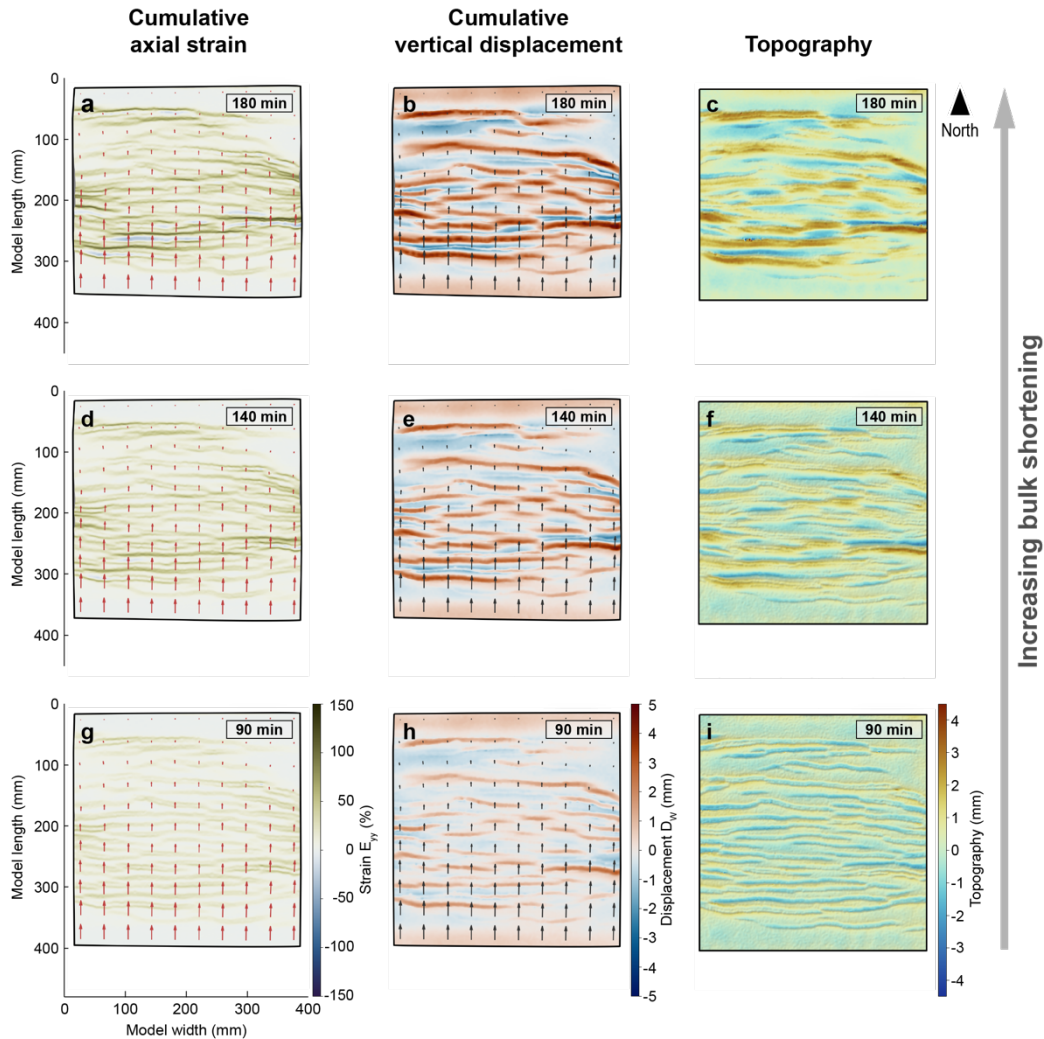 Cumulative
axial strain
Cumulative
vertical displacement
Topography
0
100
200
300
400
Model length (mm)
a
180 min
b
180 min
c
180 min
North
0
100
200
300
400
Model length (mm)
d
140 min
e
140 min
f
140 min
Increasing bulk shortening
0
100
200
300
400
Model length (mm)
g
90 min
150
100
50
0
-50
-100
-150
Strain Eyy (%)
h
90 min
5
4
3
2
1
0
-1
-2
-3
-4
-5
Displacement Dw (mm)
i
90 min
4
3
2
1
0
-1
-2
-3
-4
Topography (mm)
0
100
200
300
400
Model width (mm)